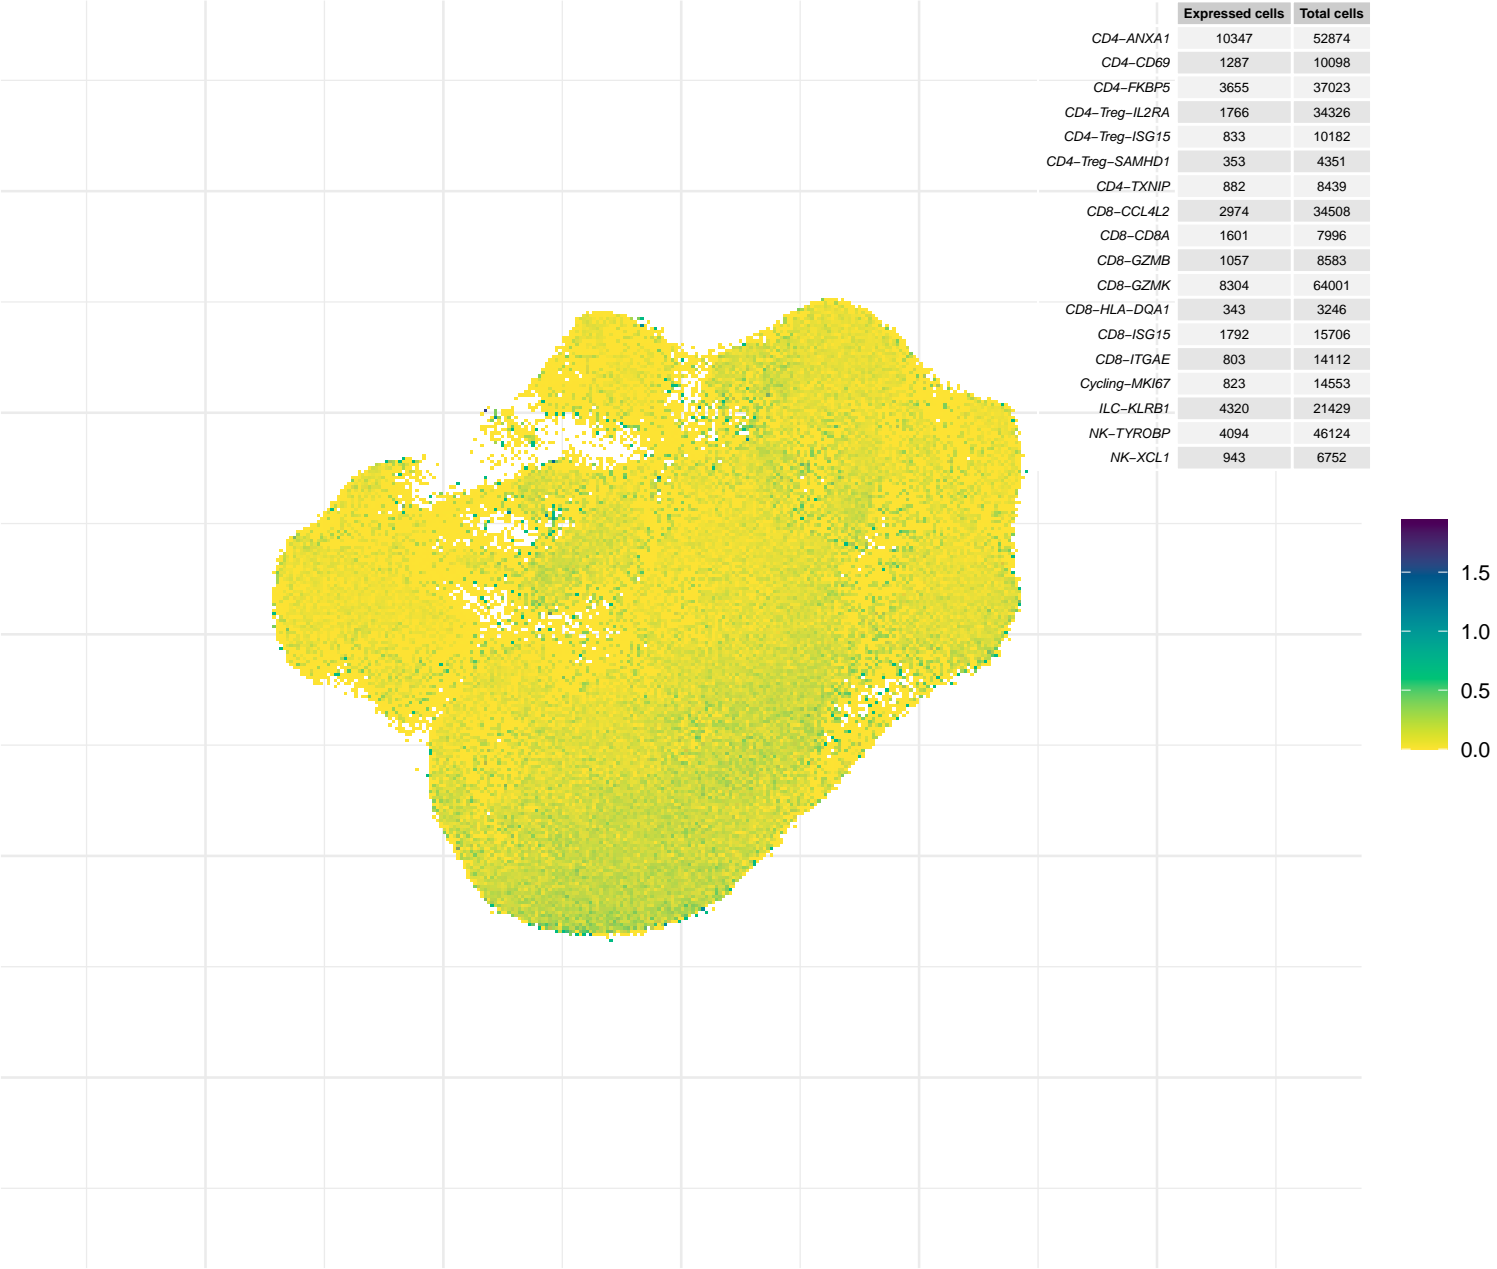 Expressed cells Total cells
CD4−ANXA1 10347 52874
CD4−CD69 1287 10098
CD4−FKBP5 3655 37023
CD4−Treg−IL2RA 1766 34326
CD4−Treg−ISG15 833 10182
CD4−Treg−SAMHD1 353 4351
CD4−TXNIP 882 8439
CD8−CCL4L2 2974 34508
CD8−CD8A 1601 7996
CD8−GZMB 1057 8583
CD8−GZMK 8304 64001
CD8−HLA−DQA1 343 3246
CD8−ISG15 1792 15706
CD8−ITGAE 803 14112
Cycling−MKI67 823 14553
ILC−KLRB1 4320 21429
NK−TYROBP 4094 46124
NK−XCL1 943 6752
1.5
1.0
0.5
0.0